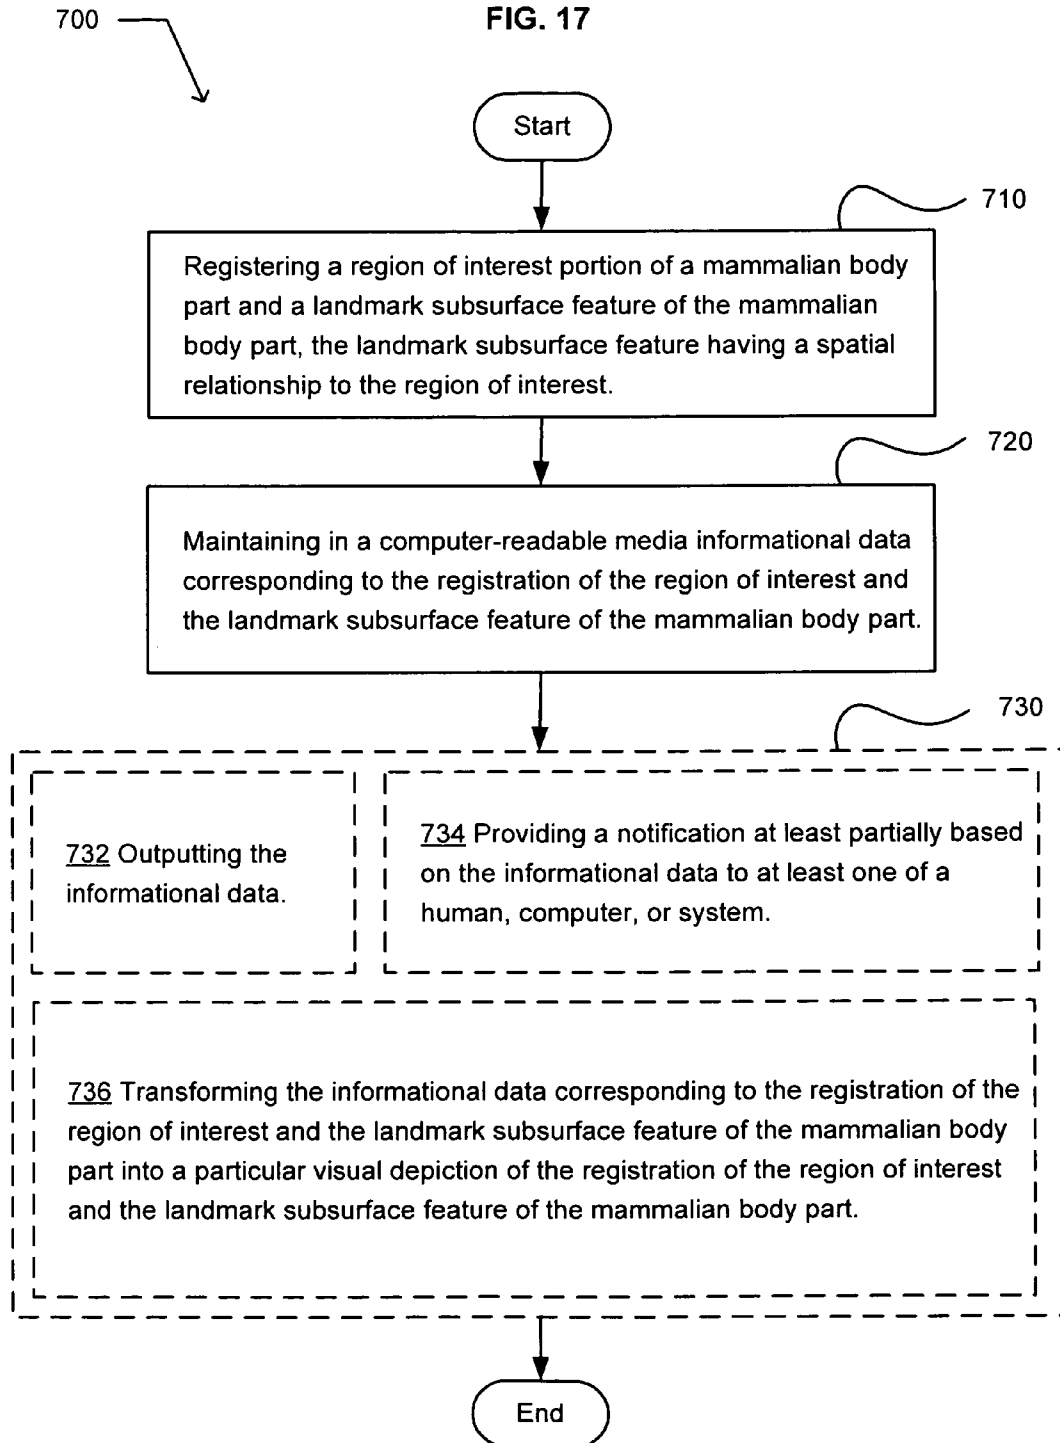 FIG. 17
700
Start
710
Registering a region of interest portion of a mammalian body
part and a landmark subsurface feature of the mammalian
body part, the landmark subsurface feature having a spatial
relationship to the region of interest.
720
Maintaining in a computer-readable media informational data
corresponding to the registration of the region of interest and
the landmark subsurface feature of the mammalian body part.
730
732 Outputting the
informational data.
734 Providing a notification at least partially based
on the informational data to at least one of a
human, computer, or system.
736 Transforming the informational data corresponding to the registration of the
region of interest and the landmark subsurface feature of the mammalian body
part into a particular visual depiction of the registration of the region of interest
and the landmark subsurface feature of the mammalian body part.
End